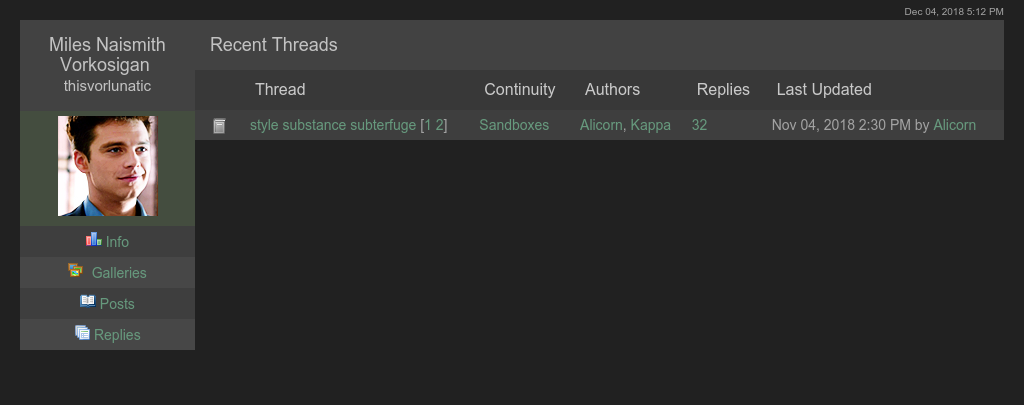 Dec 04, 2018 5:12 PM
Miles Naismith
Vorkosigan
thisvorlunatic
Recent Threads
Thread Continuity Authors Replies Last Updated
style substance subterfuge [1 2] Sandboxes Alicorn, Kappa 32 Nov 04, 2018 2:30 PM by Alicorn
Info
Galleries
Posts
Replies